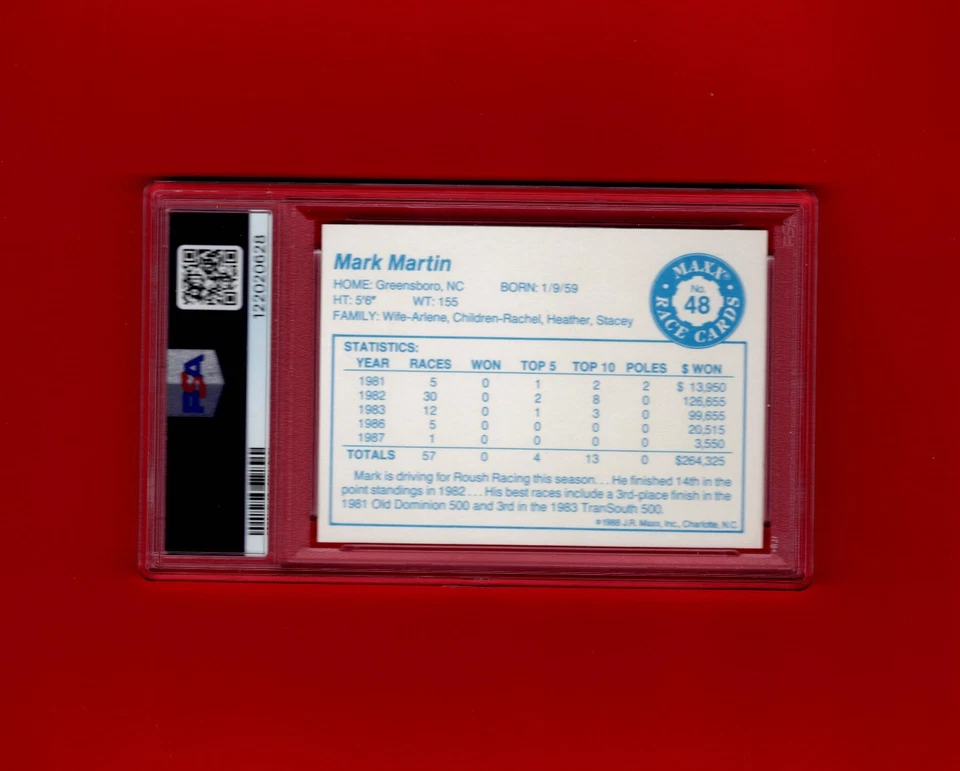 122020628
PSA
Mark Martin
HOME: Greensboro, NC BORN: 1/9/59
HT: 5'6" WT: 155
FAMILY: Wife-Arlene, Children-Rachel, Heather, Stacey
MAXX® RACE CARDS
No.
48
STATISTICS:
YEAR RACES WON TOP 5 TOP 10 POLES $ WON
1981 5 0 1 2 2 $ 13,950
1982 30 0 2 8 0 126,655
1983 12 0 1 3 0 99,655
1986 5 0 0 0 0 20,515
1987 1 0 0 0 0 3,550
TOTALS 57 0 4 13 0 $264,325
Mark is driving for Roush Racing this season. . . He finished 14th in the
point standings in 1982 . . . His best races include a 3rd-place finish in the
1981 Old Dominion 500 and 3rd in the 1983 TranSouth 500.
©1988 J.R. Maxx, Inc., Charlotte, N.C.